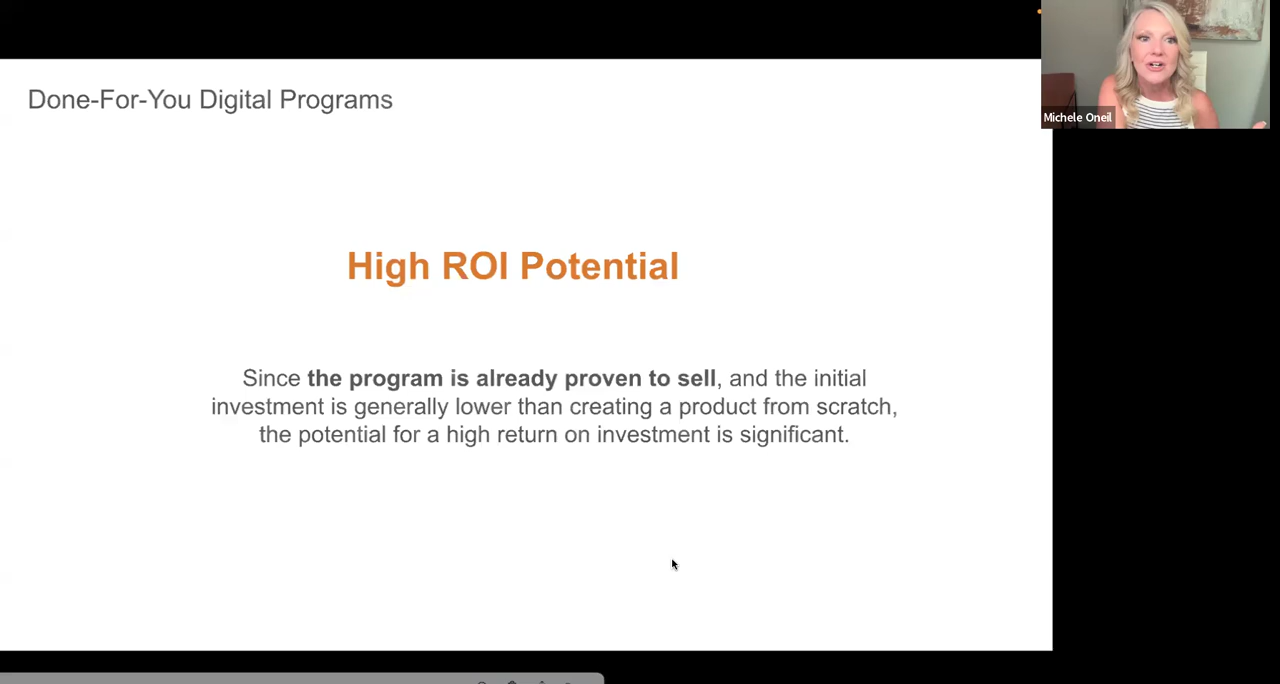 Done-For-You Digital Programs
Michele Oneil
High ROI Potential
Since the program is already proven to sell, and the initial
investment is generally lower than creating a product from scratch,
the potential for a high return on investment is significant.